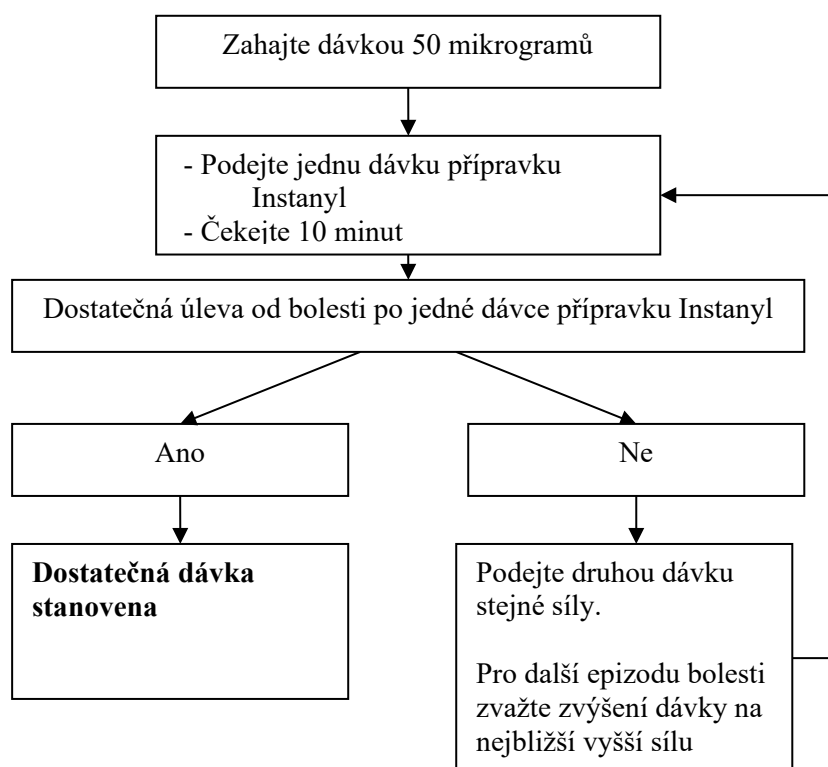 Zahajte dávkou 50 mikrogramů
- Podejte jednu dávku přípravku
Instanyl
- Čekejte 10 minut
Dostatečná úleva od bolesti po jedné dávce přípravku Instanyl
Ano
Ne
Dostatečná dávka
stanovena
Podejte druhou dávku
stejné síly.
Pro další epizodu bolesti
zvažte zvýšení dávky na
nejbližší vyšší sílu